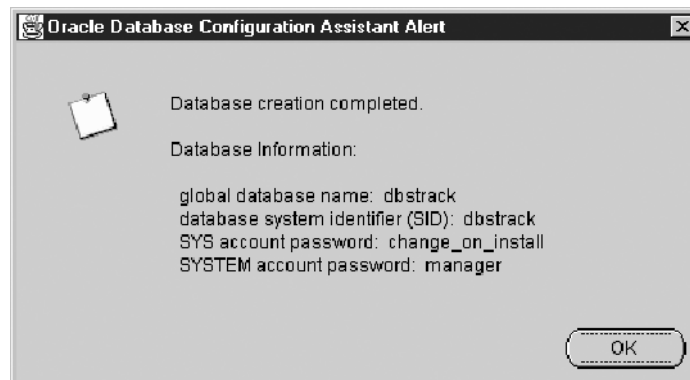 Oracle Database Configuration Assistant Alert
Database creation completed.
Database Information:
global database name: dbstrack
database system identifier (SID): dbstrack
SYS account password: change_on_install
SYSTEM account password: manager
OK